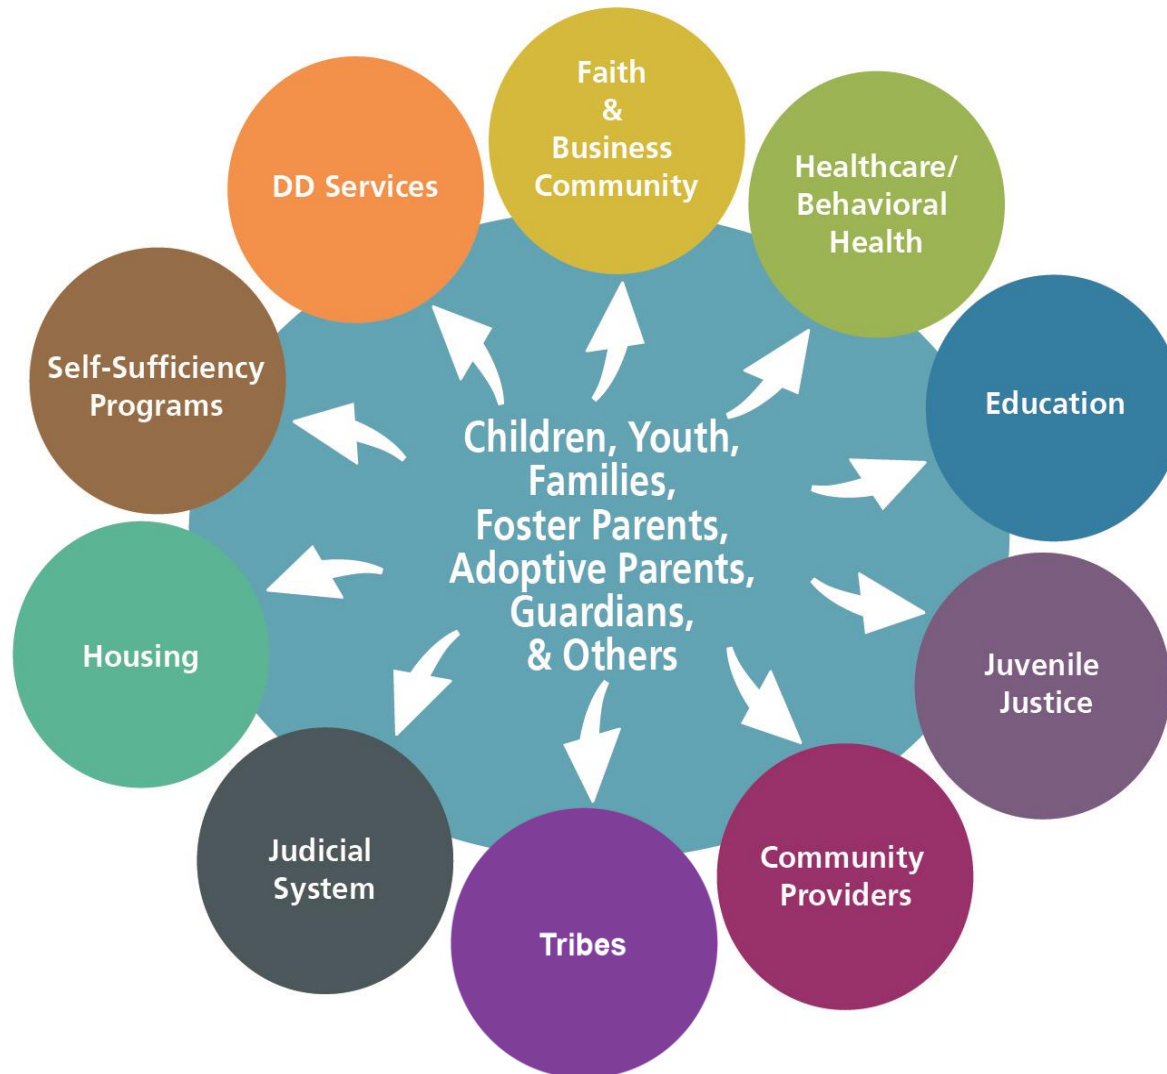 Faith
&
Business
Community
Healthcare/
Behavioral
Health
Education
Juvenile
Justice
Community
Providers
Tribes
Judicial
System
Housing
Self-Sufficiency
Programs
DD Services
Children, Youth,
Families,
Foster Parents,
Adoptive Parents,
Guardians,
& Others